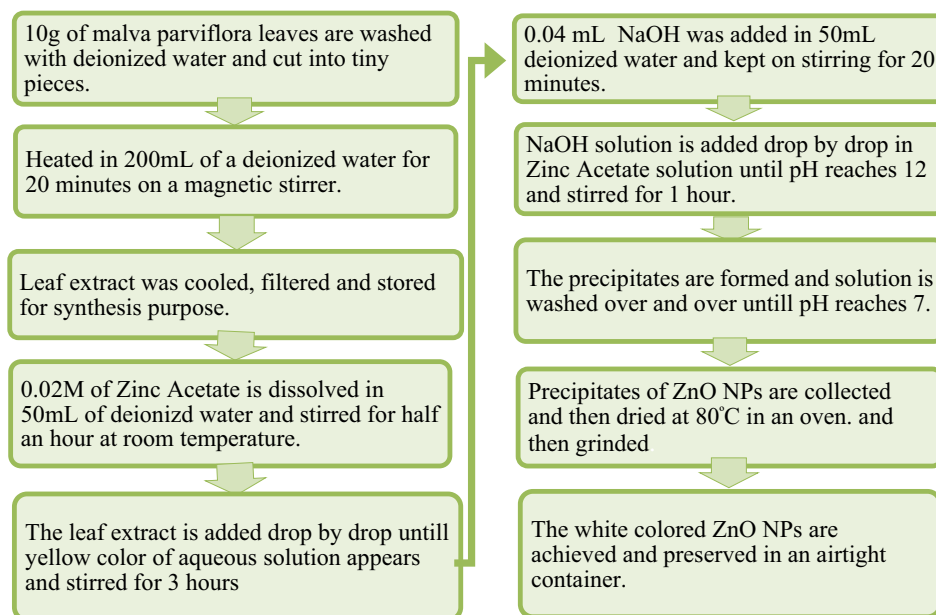 10g of malva parviflora leaves are washed
with deionized water and cut into tiny
pieces.
Heated in 200mL of a deionized water for
20 minutes on a magnetic stirrer.
Leaf extract was cooled, filtered and stored
for synthesis purpose.
0.02M of Zinc Acetate is dissolved in
50mL of deionizd water and stirred for half
an hour at room temperature.
The leaf extract is added drop by drop untill
yellow color of aqueous solution appears
and stirred for 3 hours
0.04 mL NaOH was added in 50mL
deionized water and kept on stirring for 20
minutes.
NaOH solution is added drop by drop in
Zinc Acetate solution until pH reaches 12
and stirred for 1 hour.
The precipitates are formed and solution is
washed over and over untill pH reaches 7.
Precipitates of ZnO NPs are collected
and then dried at 80°C in an oven. and
then grinded
The white colored ZnO NPs are
achieved and preserved in an airtight
container.